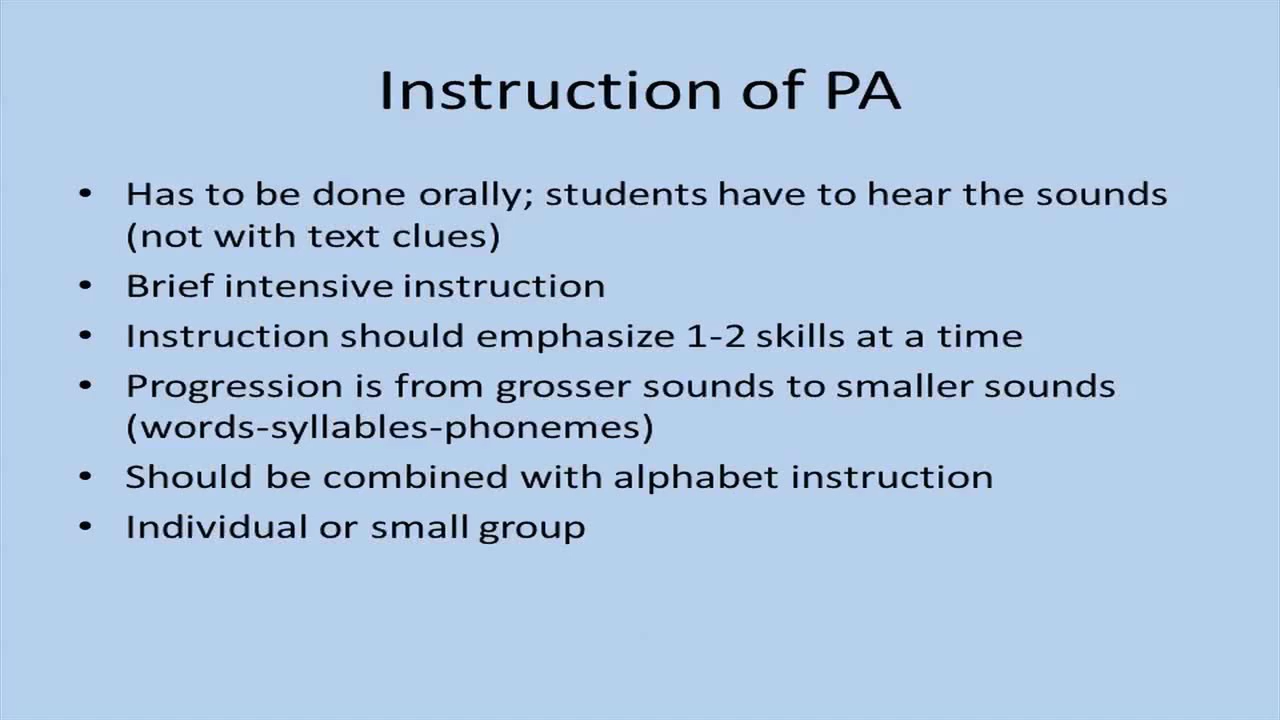 Instruction of PA
• Has to be done orally; students have to hear the sounds
(not with text clues)
• Brief intensive instruction
• Instruction should emphasize 1-2 skills at a time
• Progression is from grosser sounds to smaller sounds
(words-syllables-phonemes)
• Should be combined with alphabet instruction
• Individual or small group